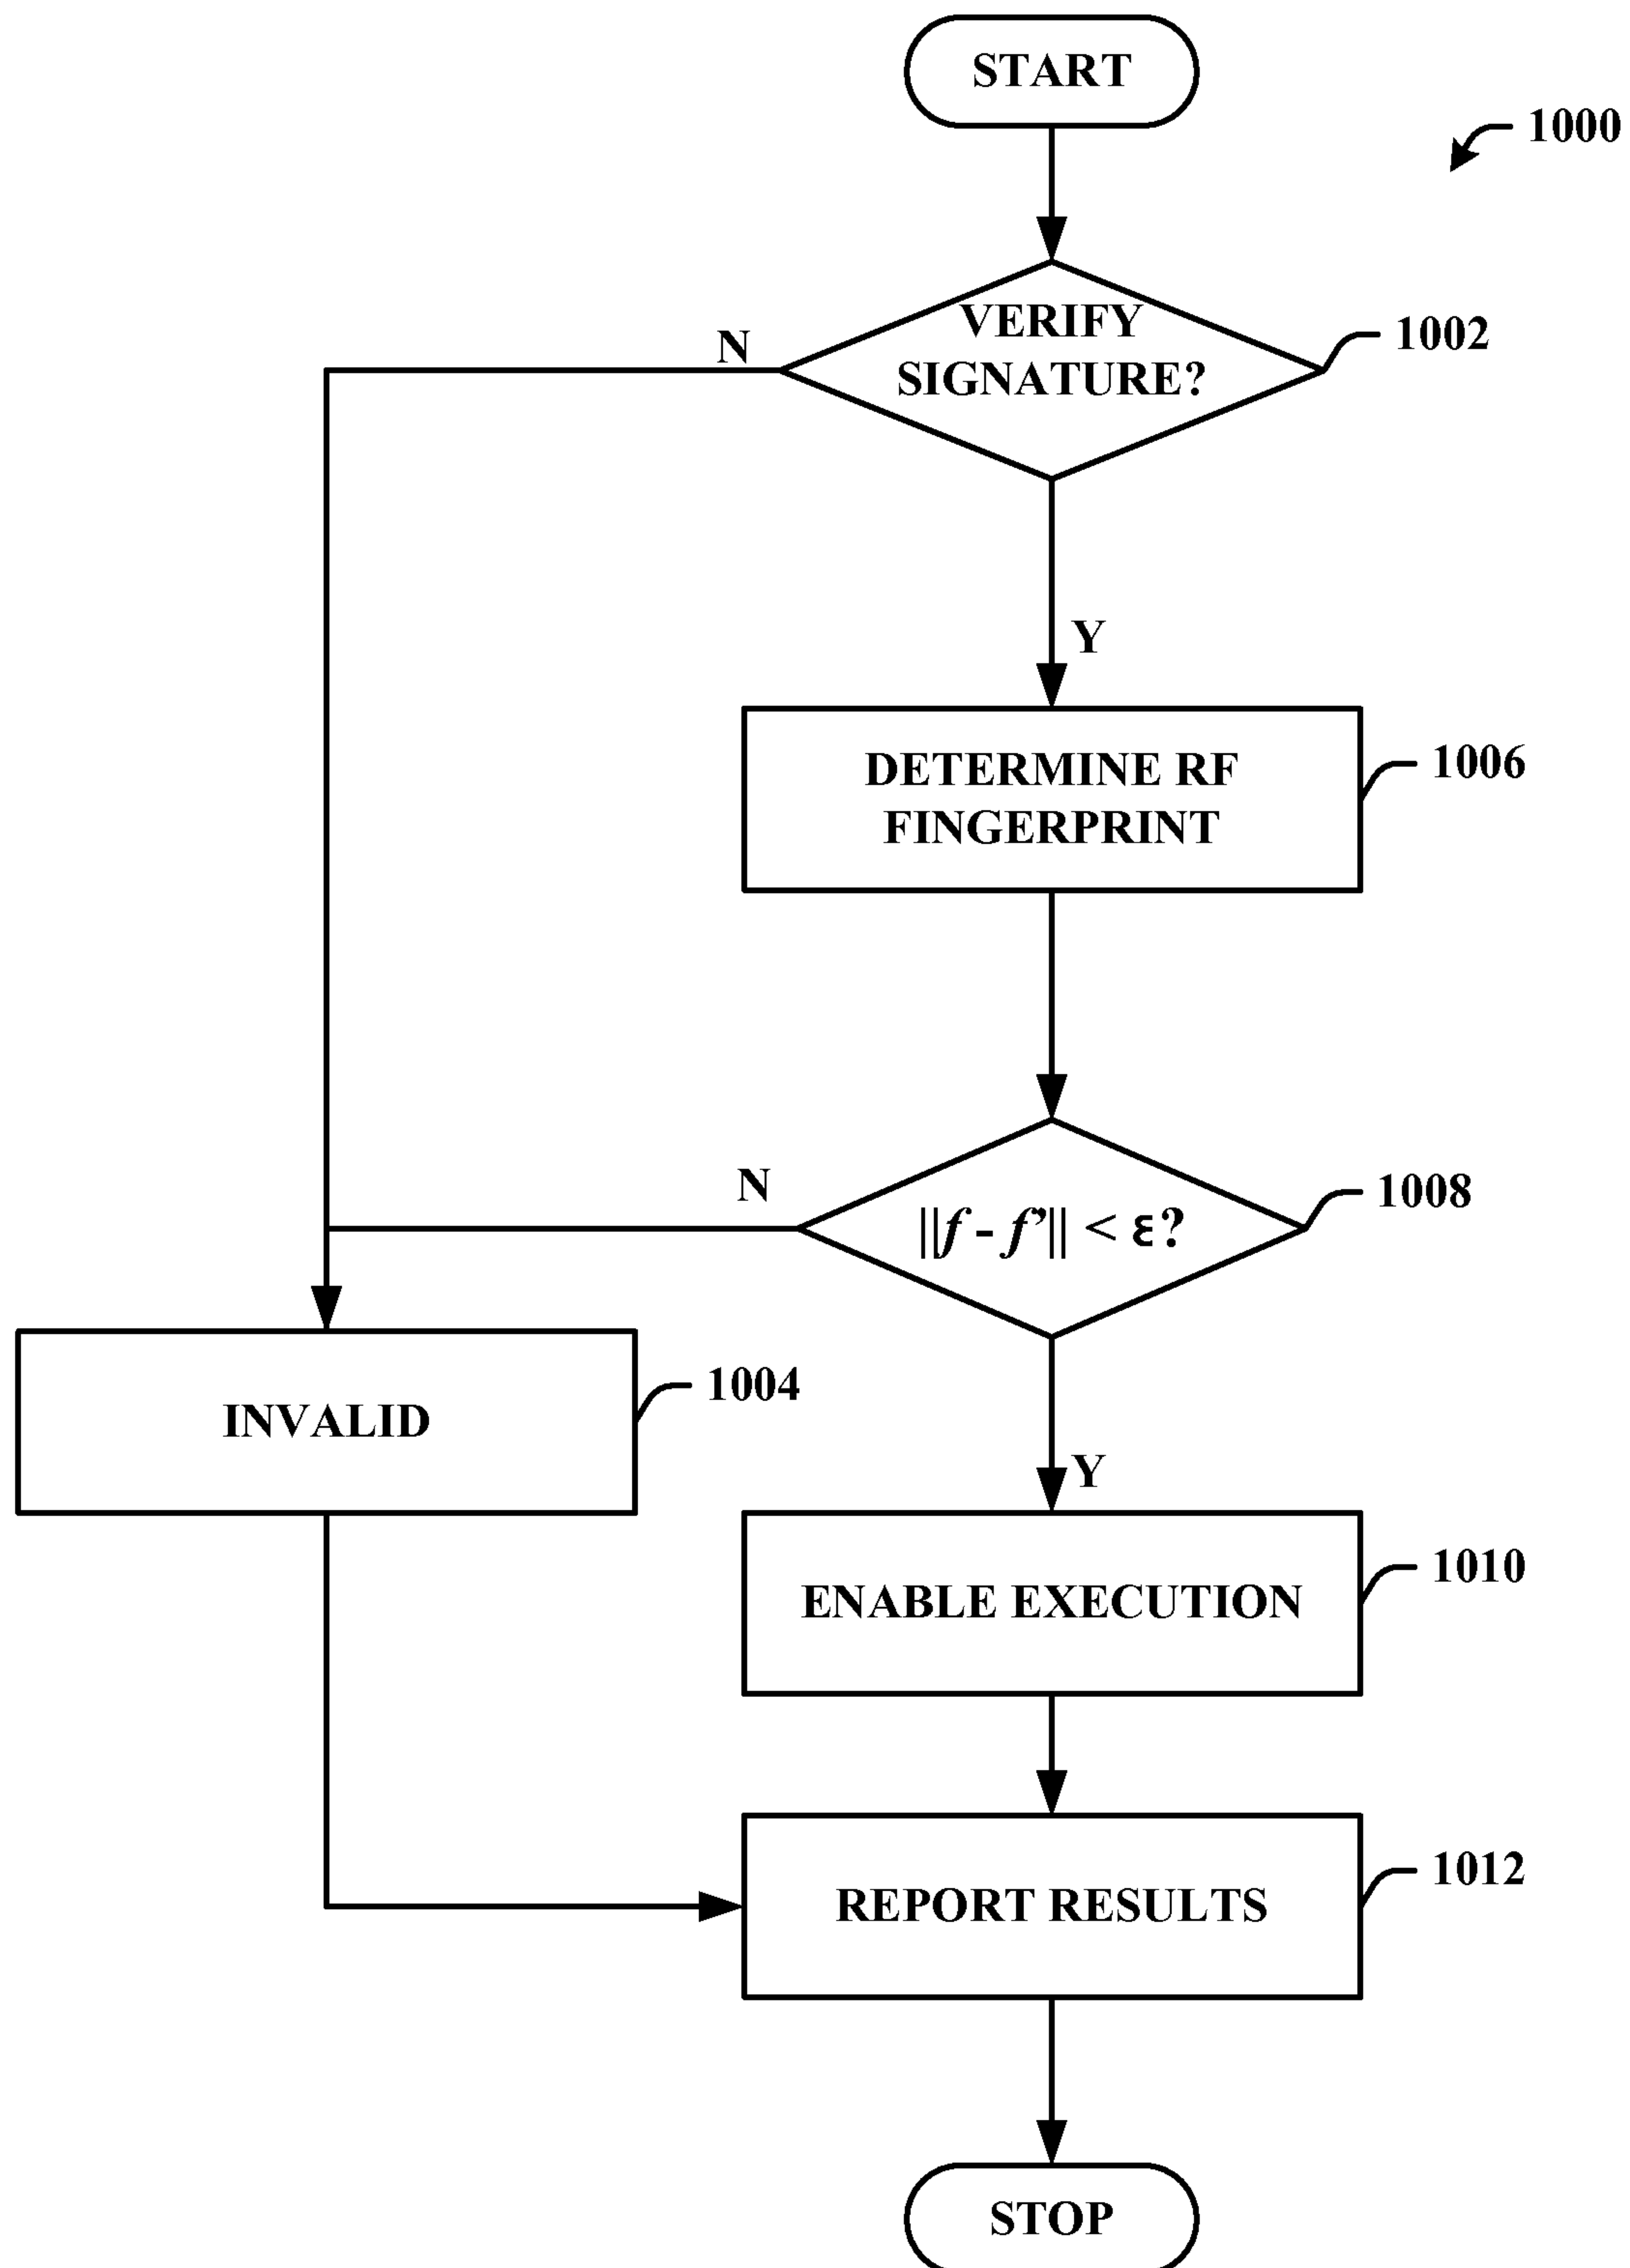 START
1000
VERIFY
SIGNATURE?
N
1002
Y
DETERMINE RF
FINGERPRINT
1006
N
||f - f’|| < ε?
1008
INVALID
1004
Y
ENABLE EXECUTION
1010
REPORT RESULTS
1012
STOP